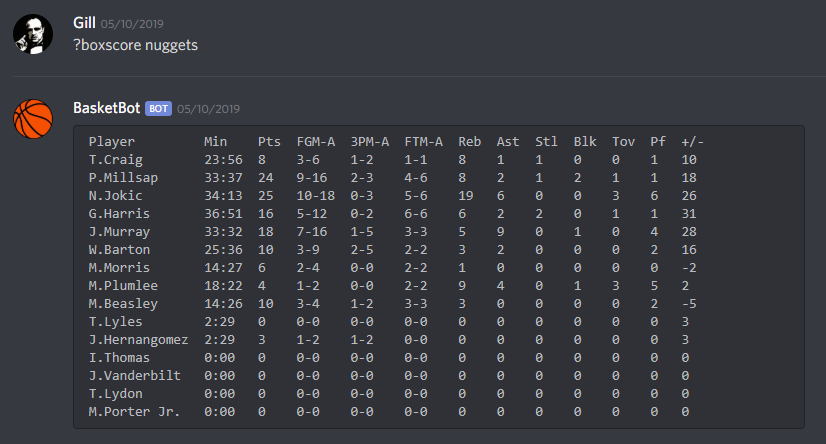 Gill 05/10/2019
?boxscore nuggets
BasketBot BOT 05/10/2019
Player Min Pts FGM-A 3PM-A FTM-A Reb Ast Stl Blk Tov Pf +/-
T.Craig 23:56 8 3-6 1-2 1-1 8 1 1 0 0 1 10
P.Millsap 33:37 24 9-16 2-3 4-6 8 2 1 2 1 1 18
N.Jokic 34:13 25 10-18 0-3 5-6 19 6 0 0 3 6 26
G.Harris 36:51 16 5-12 0-2 6-6 6 2 2 0 1 1 31
J.Murray 33:32 18 7-16 1-5 3-3 5 9 0 1 0 4 28
W.Barton 25:36 10 3-9 2-5 2-2 3 2 0 0 0 2 16
M.Morris 14:27 6 2-4 0-0 2-2 1 0 0 0 0 0 -2
M.Plumlee 18:22 4 1-2 0-0 2-2 9 4 0 1 3 5 2
M.Beasley 14:26 10 3-4 1-2 3-3 3 0 0 0 0 2 -5
T.Lyles 2:29 0 0-0 0-0 0-0 0 0 0 0 0 0 3
J.Hernangomez 2:29 3 1-2 1-2 0-0 0 0 0 0 0 0 3
I.Thomas 0:00 0 0-0 0-0 0-0 0 0 0 0 0 0 0
J.Vanderbilt 0:00 0 0-0 0-0 0-0 0 0 0 0 0 0 0
T.Lydon 0:00 0 0-0 0-0 0-0 0 0 0 0 0 0 0
M.Porter Jr. 0:00 0 0-0 0-0 0-0 0 0 0 0 0 0 0